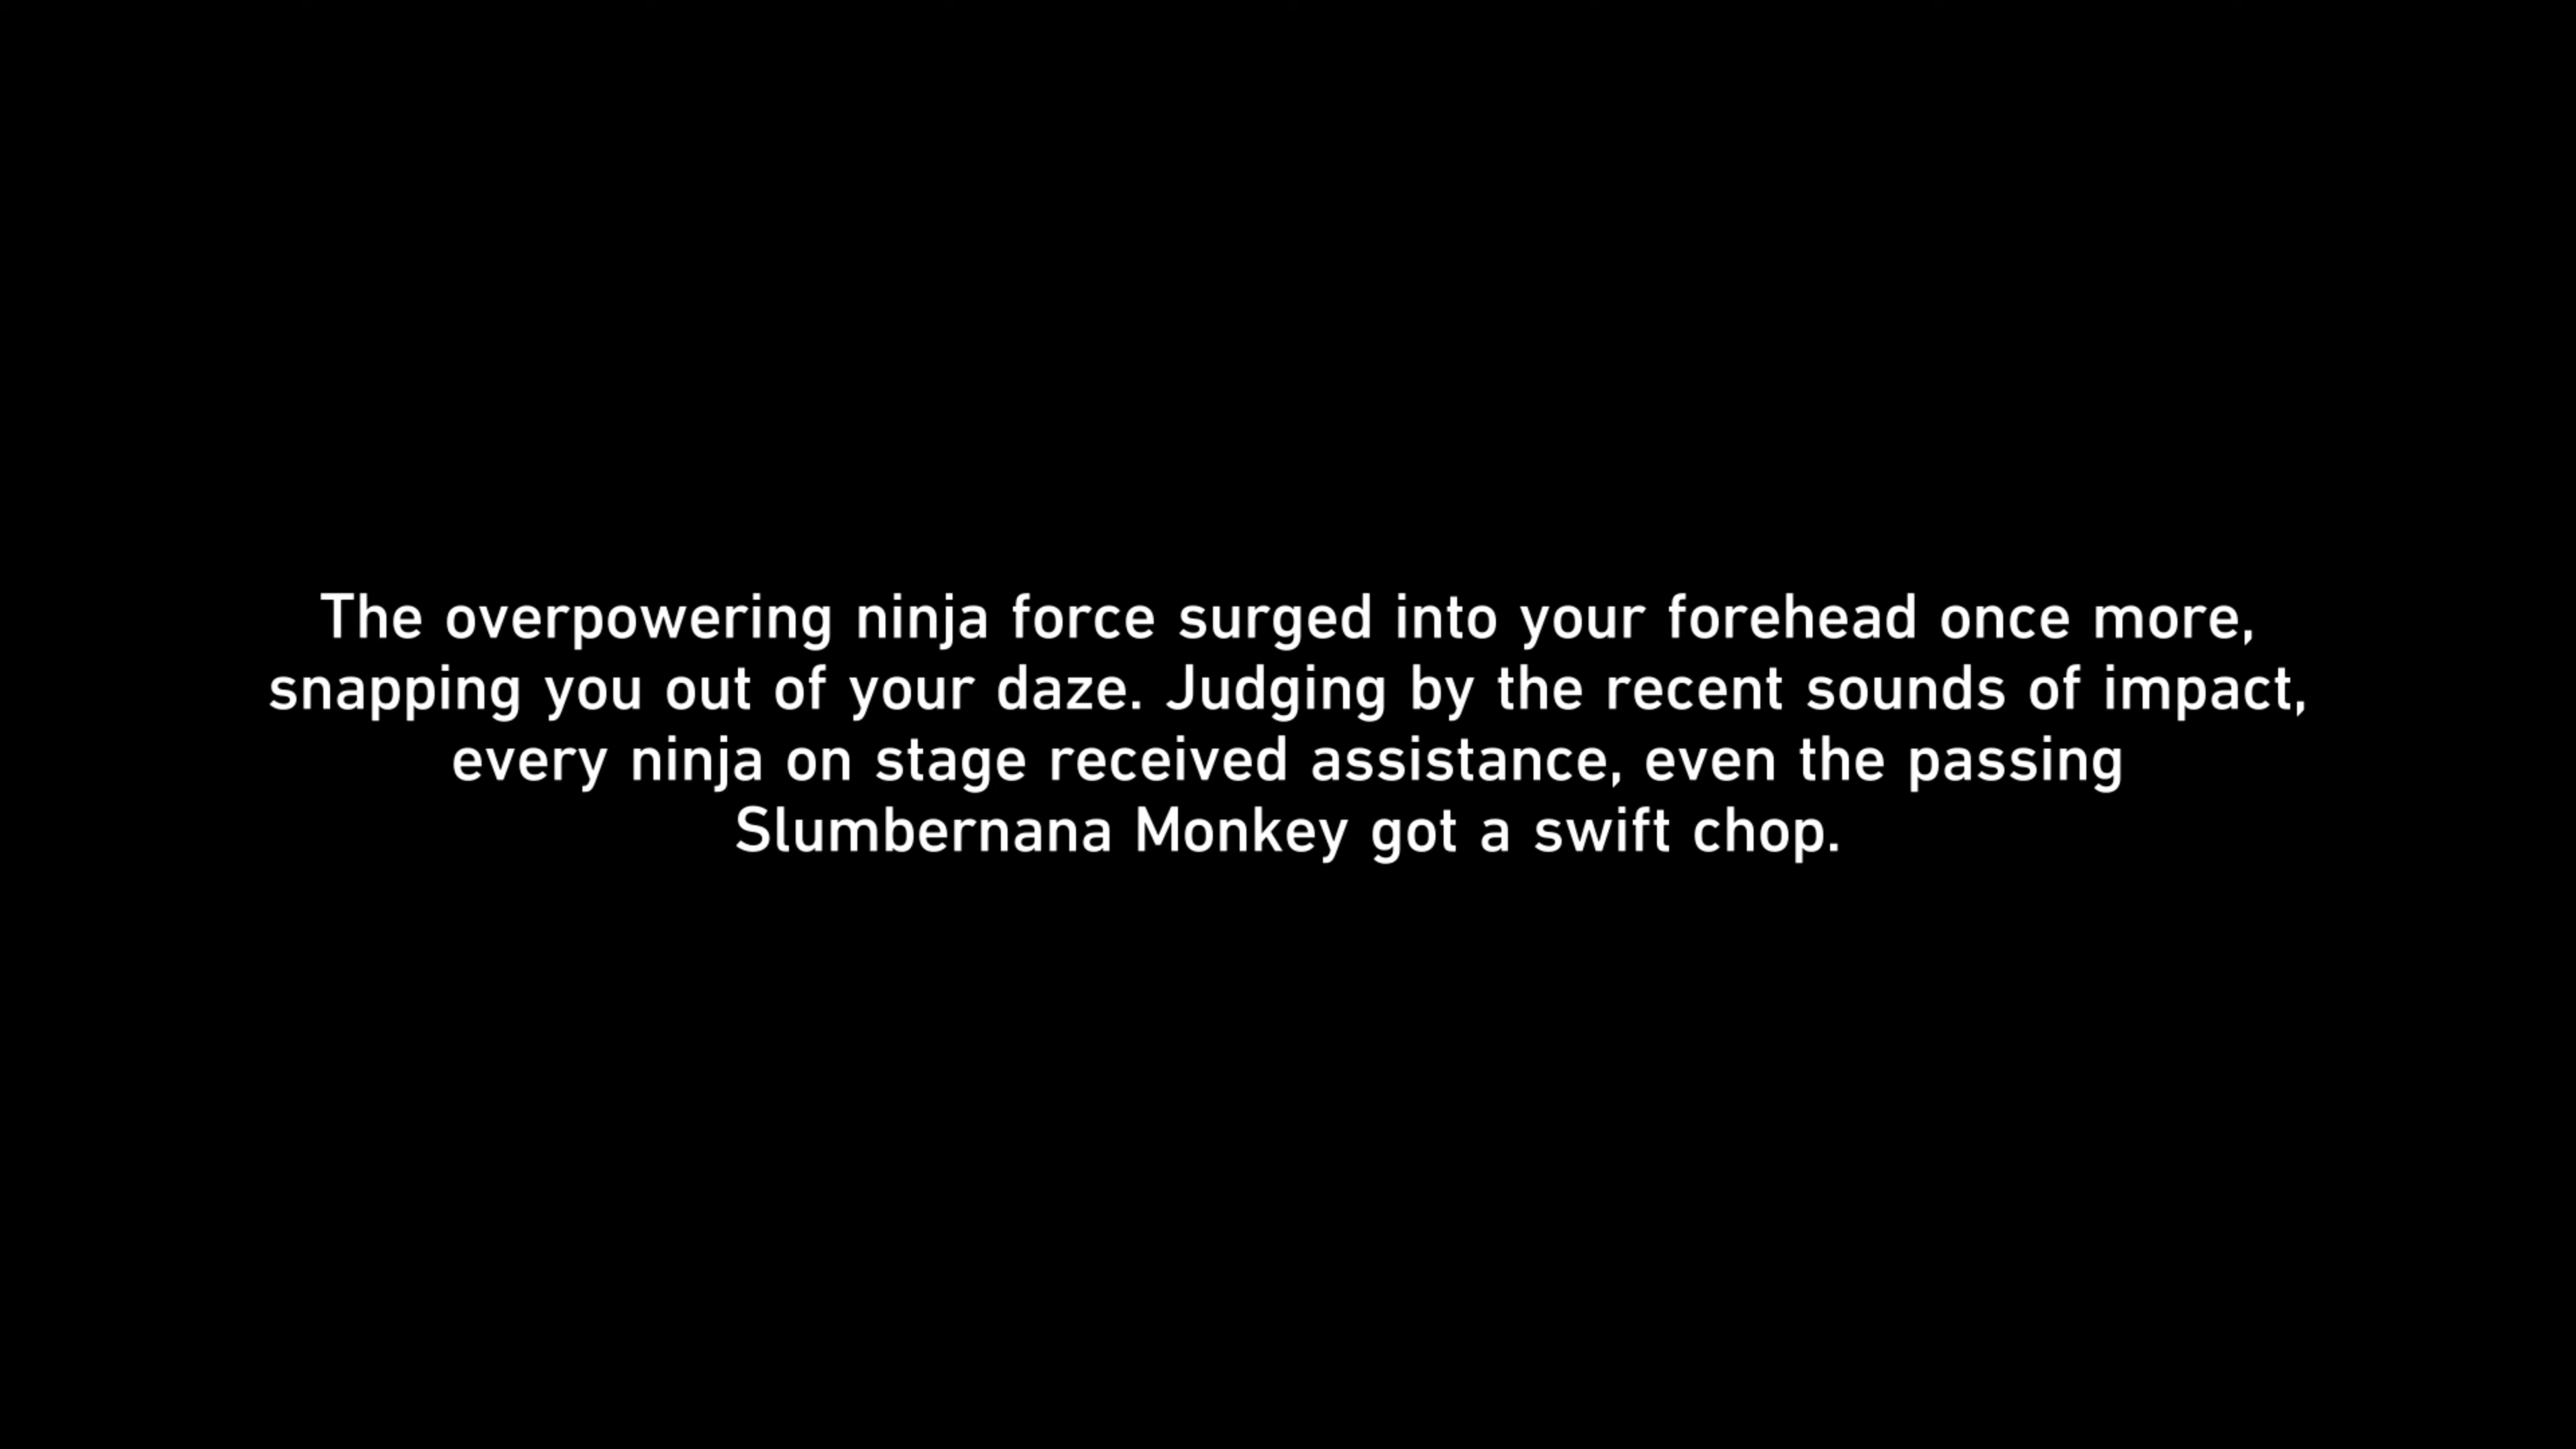 The overpowering ninja force surged into your forehead once more,
snapping you out of your daze. Judging by the recent sounds of impact,
every ninja on stage received assistance, even the passing
Slumbernana Monkey got a swift chop.